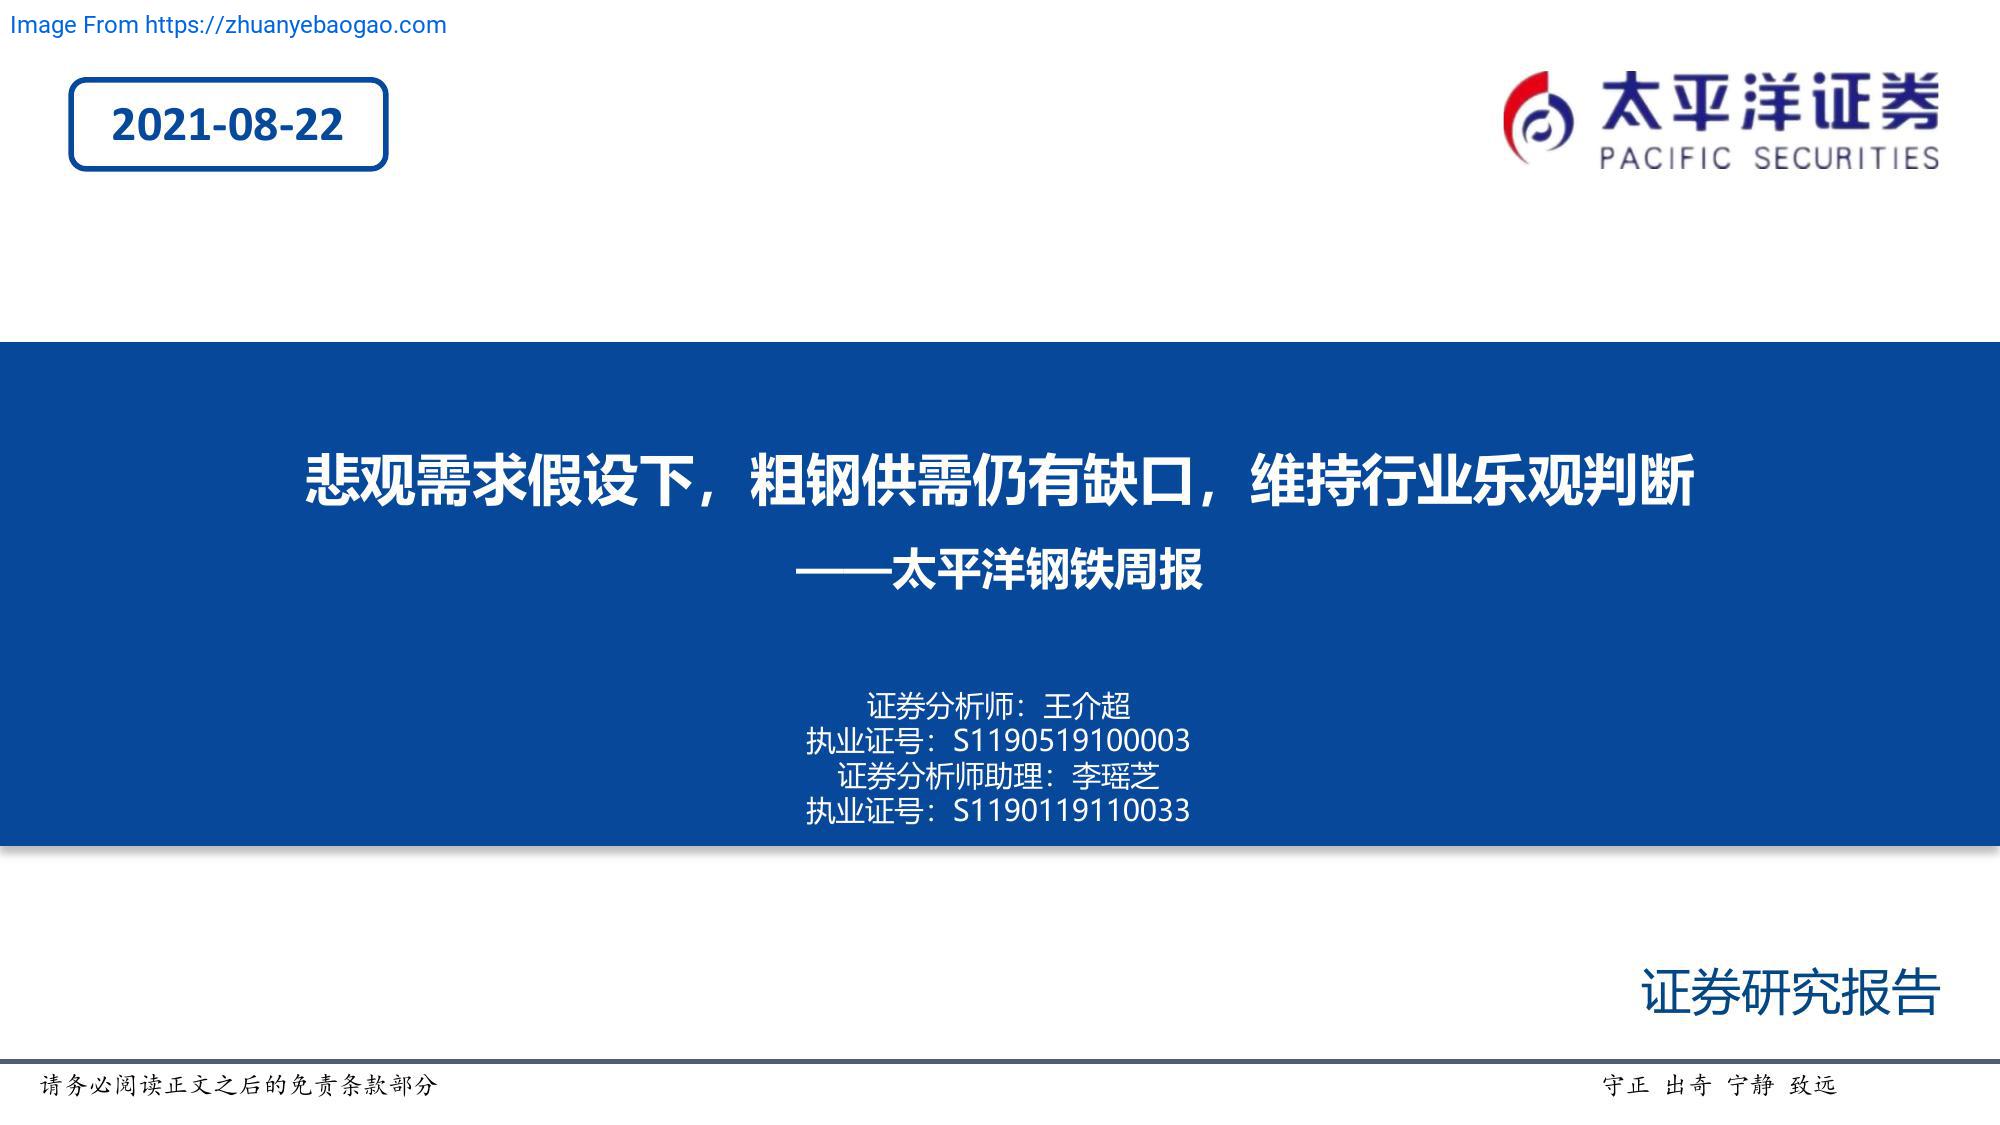 Image From https://zhuanyebaogao.com
2021-08-22
太平洋证券
PACIFIC SECURITIES
悲观需求假设下，粗钢供需仍有缺口，维持行业乐观判断
——太平洋钢铁周报
证券分析师：王介超
执业证号：S1190519100003
证券分析师助理：李瑶芝
执业证号：S1190119110033
证券研究报告
请务必阅读正文之后的免责条款部分
守正 出奇 宁静 致远